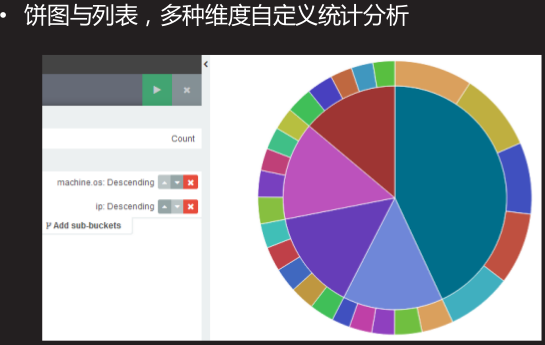 • 饼图与列表，多种维度自定义统计分析
Count
machine.os: Descending
ip: Descending
Add sub-buckets